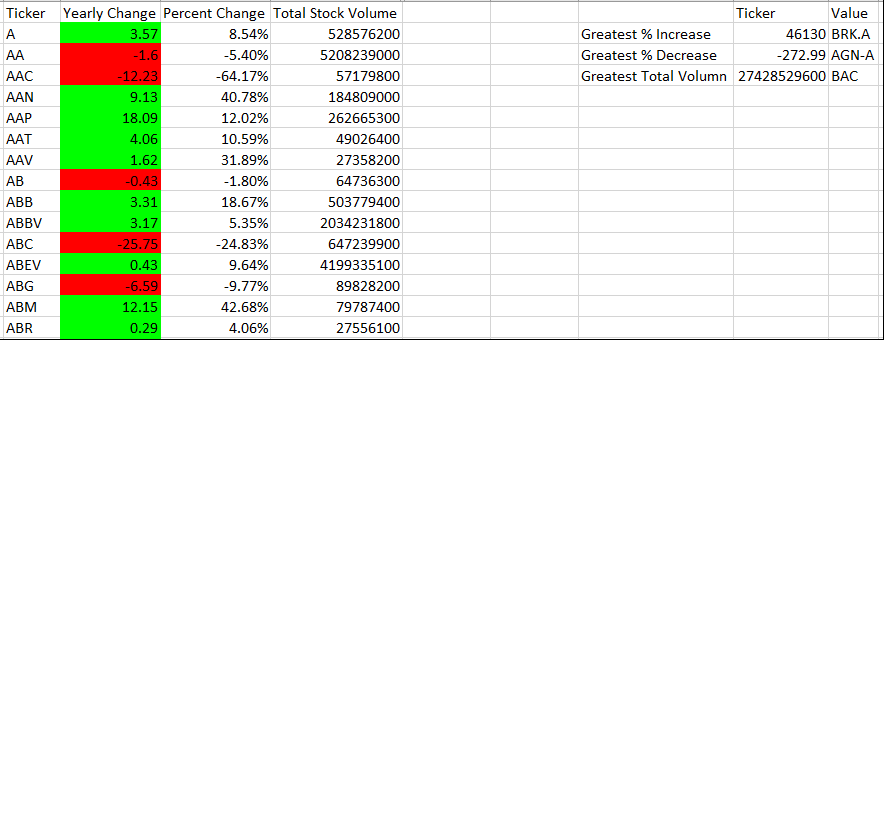 Ticker Yearly Change Percent Change Total Stock Volume Ticker Value
A 3.57 8.54% 528576200 Greatest % Increase 46130 BRK.A
AA -1.6 -5.40% 5208239000 Greatest % Decrease -272.99 AGN-A
AAC -12.23 -64.17% 57179800 Greatest Total Volumn 27428529600 BAC
AAN 9.13 40.78% 184809000
AAP 18.09 12.02% 262665300
AAT 4.06 10.59% 49026400
AAV 1.62 31.89% 27358200
AB -0.43 -1.80% 64736300
ABB 3.31 18.67% 503779400
ABBV 3.17 5.35% 2034231800
ABC -25.75 -24.83% 647239900
ABEV 0.43 9.64% 4199335100
ABG -6.59 -9.77% 89828200
ABM 12.15 42.68% 79787400
ABR 0.29 4.06% 27556100